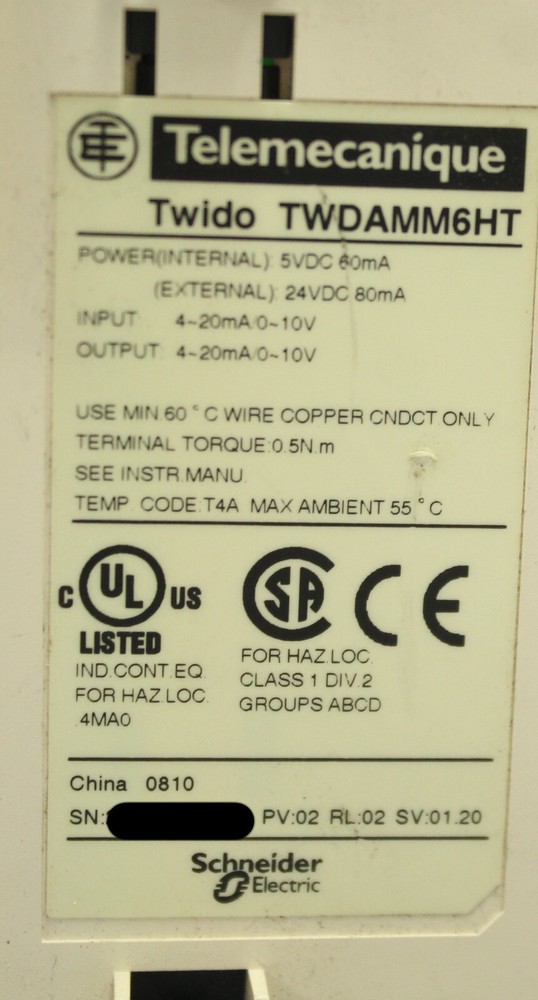 Telemecanique
Twido TWDAMM6HT
POWER(INTERNAL): 5VDC 60mA
(EXTERNAL): 24VDC 80mA
INPUT: 4~20mA/0~10V
OUTPUT: 4~20mA/0~10V
USE MIN.60 °C WIRE COPPER CNDCT ONLY
TERMINAL TORQUE:0.5N.m
SEE INSTR.MANU.
TEMP. CODE:T4A MAX AMBIENT 55 °C
C UL US
LISTED
IND.CONT.EQ.
FOR HAZ.LOC.
4MA0
SA CE
FOR HAZ.LOC.
CLASS 1 DIV.2
GROUPS ABCD
China 0810
SN: PV:02 RL:02 SV:01.20
Schneider
Electric